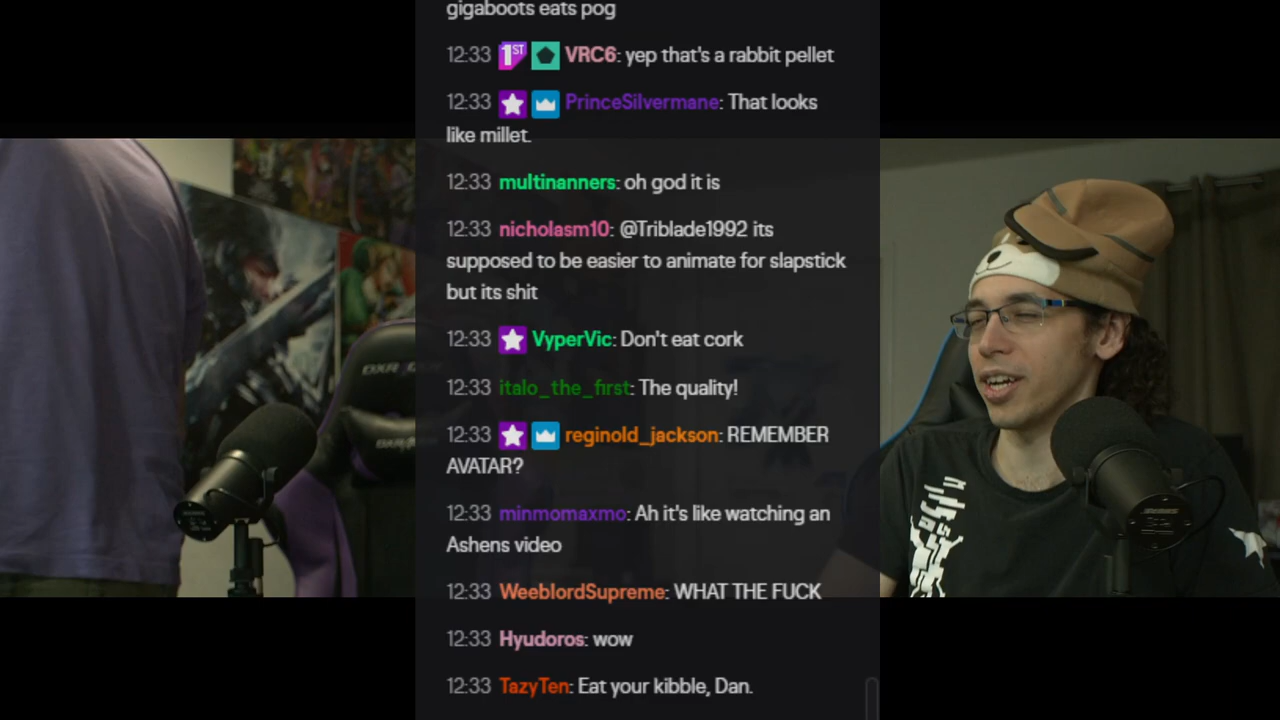 gigaboots eats pog
12:33 1ST VRC6: yep that's a rabbit pellet
12:33 PrinceSilvermane: That looks
like millet.
12:33 multinanners: oh god it is
12:33 nicholasm10: @Triblade1992 its
supposed to be easier to animate for slapstick
but its shit
12:33 VyperVic: Don't eat cork
12:33 italo_the_first: The quality!
12:33 reginold_jackson: REMEMBER
AVATAR?
12:33 minmomaxmo: Ah it's like watching an
Ashens video
12:33 WeeblordSupreme: WHAT THE FUCK
12:33 Hyudoros: wow
12:33 TazyTen: Eat your kibble, Dan.